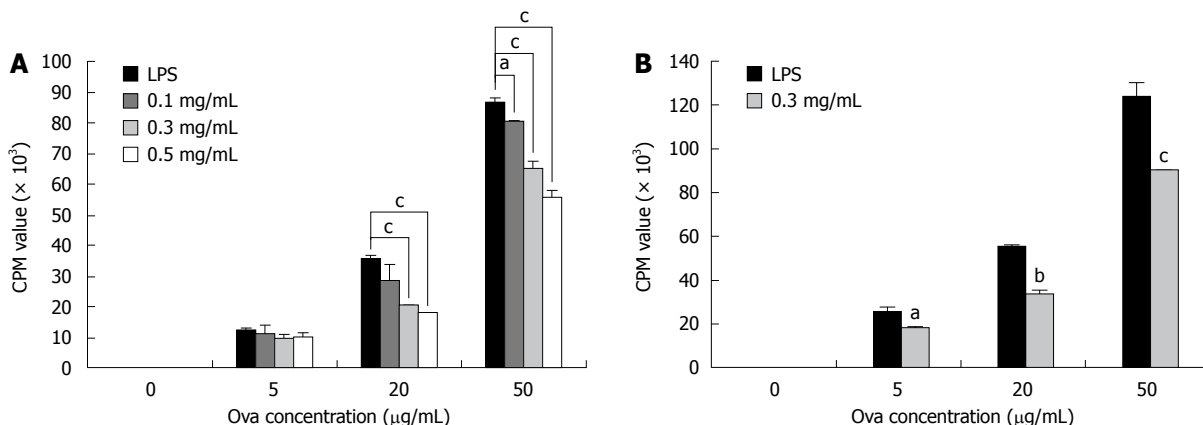 A
LPS
0.1 mg/mL
0.3 mg/mL
0.5 mg/mL
CPM value (× 10³)
100
90
80
70
60
50
40
30
20
10
0
c
c
c
c
a
0
5
20
50
Ova concentration (μg/mL)
B
LPS
0.3 mg/mL
CPM value (× 10³)
140
120
100
80
60
40
20
0
a
b
c
0
5
20
50
Ova concentration (μg/mL)